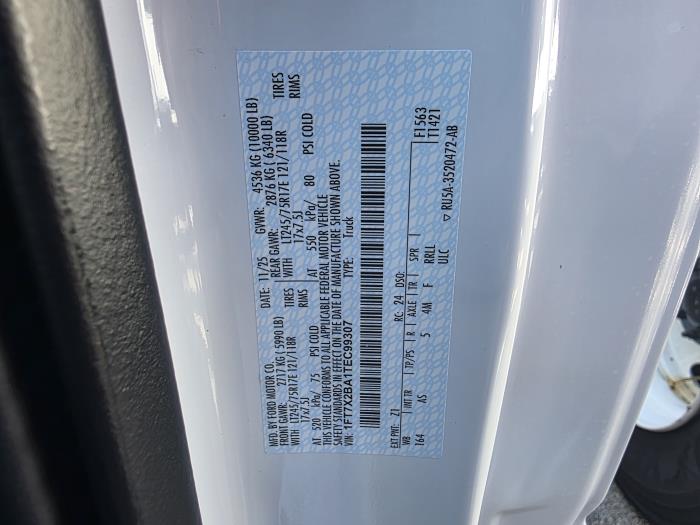 MFD. BY FORD MOTOR CO.
DATE: 11/25 GVWR: 4536 KG (10000 LB)
FRONT GAWR: 2717 KG (5990 LB) REAR GAWR: 2876 KG (6340 LB)
WITH LT245/75R17E 121/118R TIRES WITH LT245/75R17E 121/118R TIRES
17x7.5J RIMS 17x7.5J RIMS
AT 520 kPa/ 75 PSI COLD AT 550 kPa/ 80 PSI COLD
THIS VEHICLE CONFORMS TO ALL APPLICABLE FEDERAL MOTOR VEHICLE
SAFETY STANDARDS IN EFFECT ON THE DATE OF MANUFACTURE SHOWN ABOVE.
VIN: 1FT7X2BA1TEC99307 TYPE: Truck
EXT PNT: Z1 RC: 24 DSO: F1563
T1421
WB INT TR TP/PS R AXLE TR SPR
164 AS 5 4M F RRLL
UILC ▽ RU5A-3520472-AB